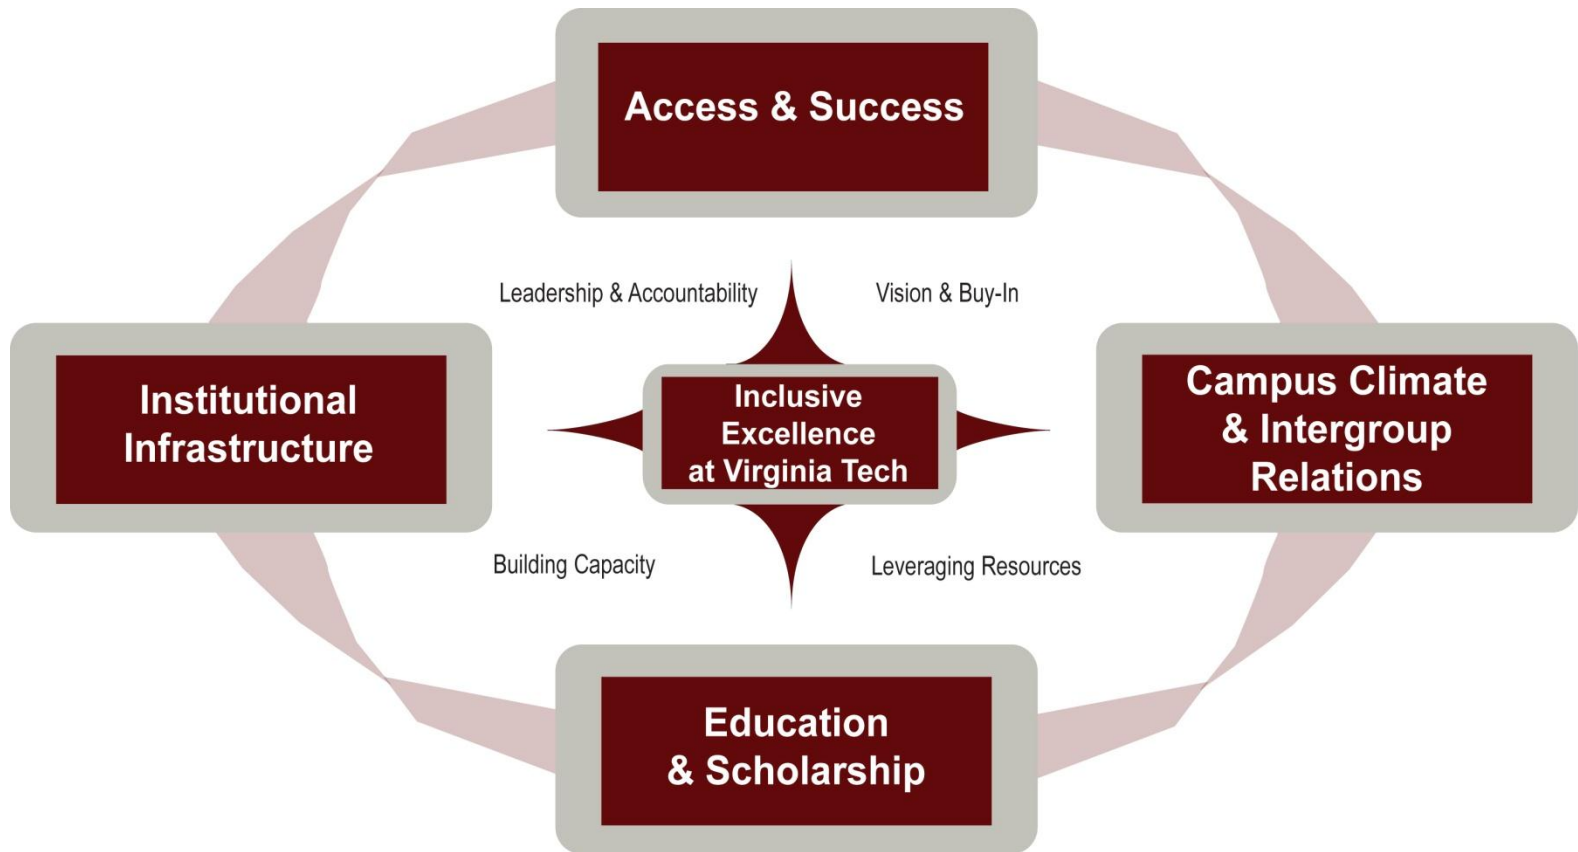 Access & Success
Leadership & Accountability
Vision & Buy-In
Institutional
Infrastructure
Inclusive
Excellence
at Virginia Tech
Campus Climate
& Intergroup
Relations
Building Capacity
Leveraging Resources
Education
& Scholarship